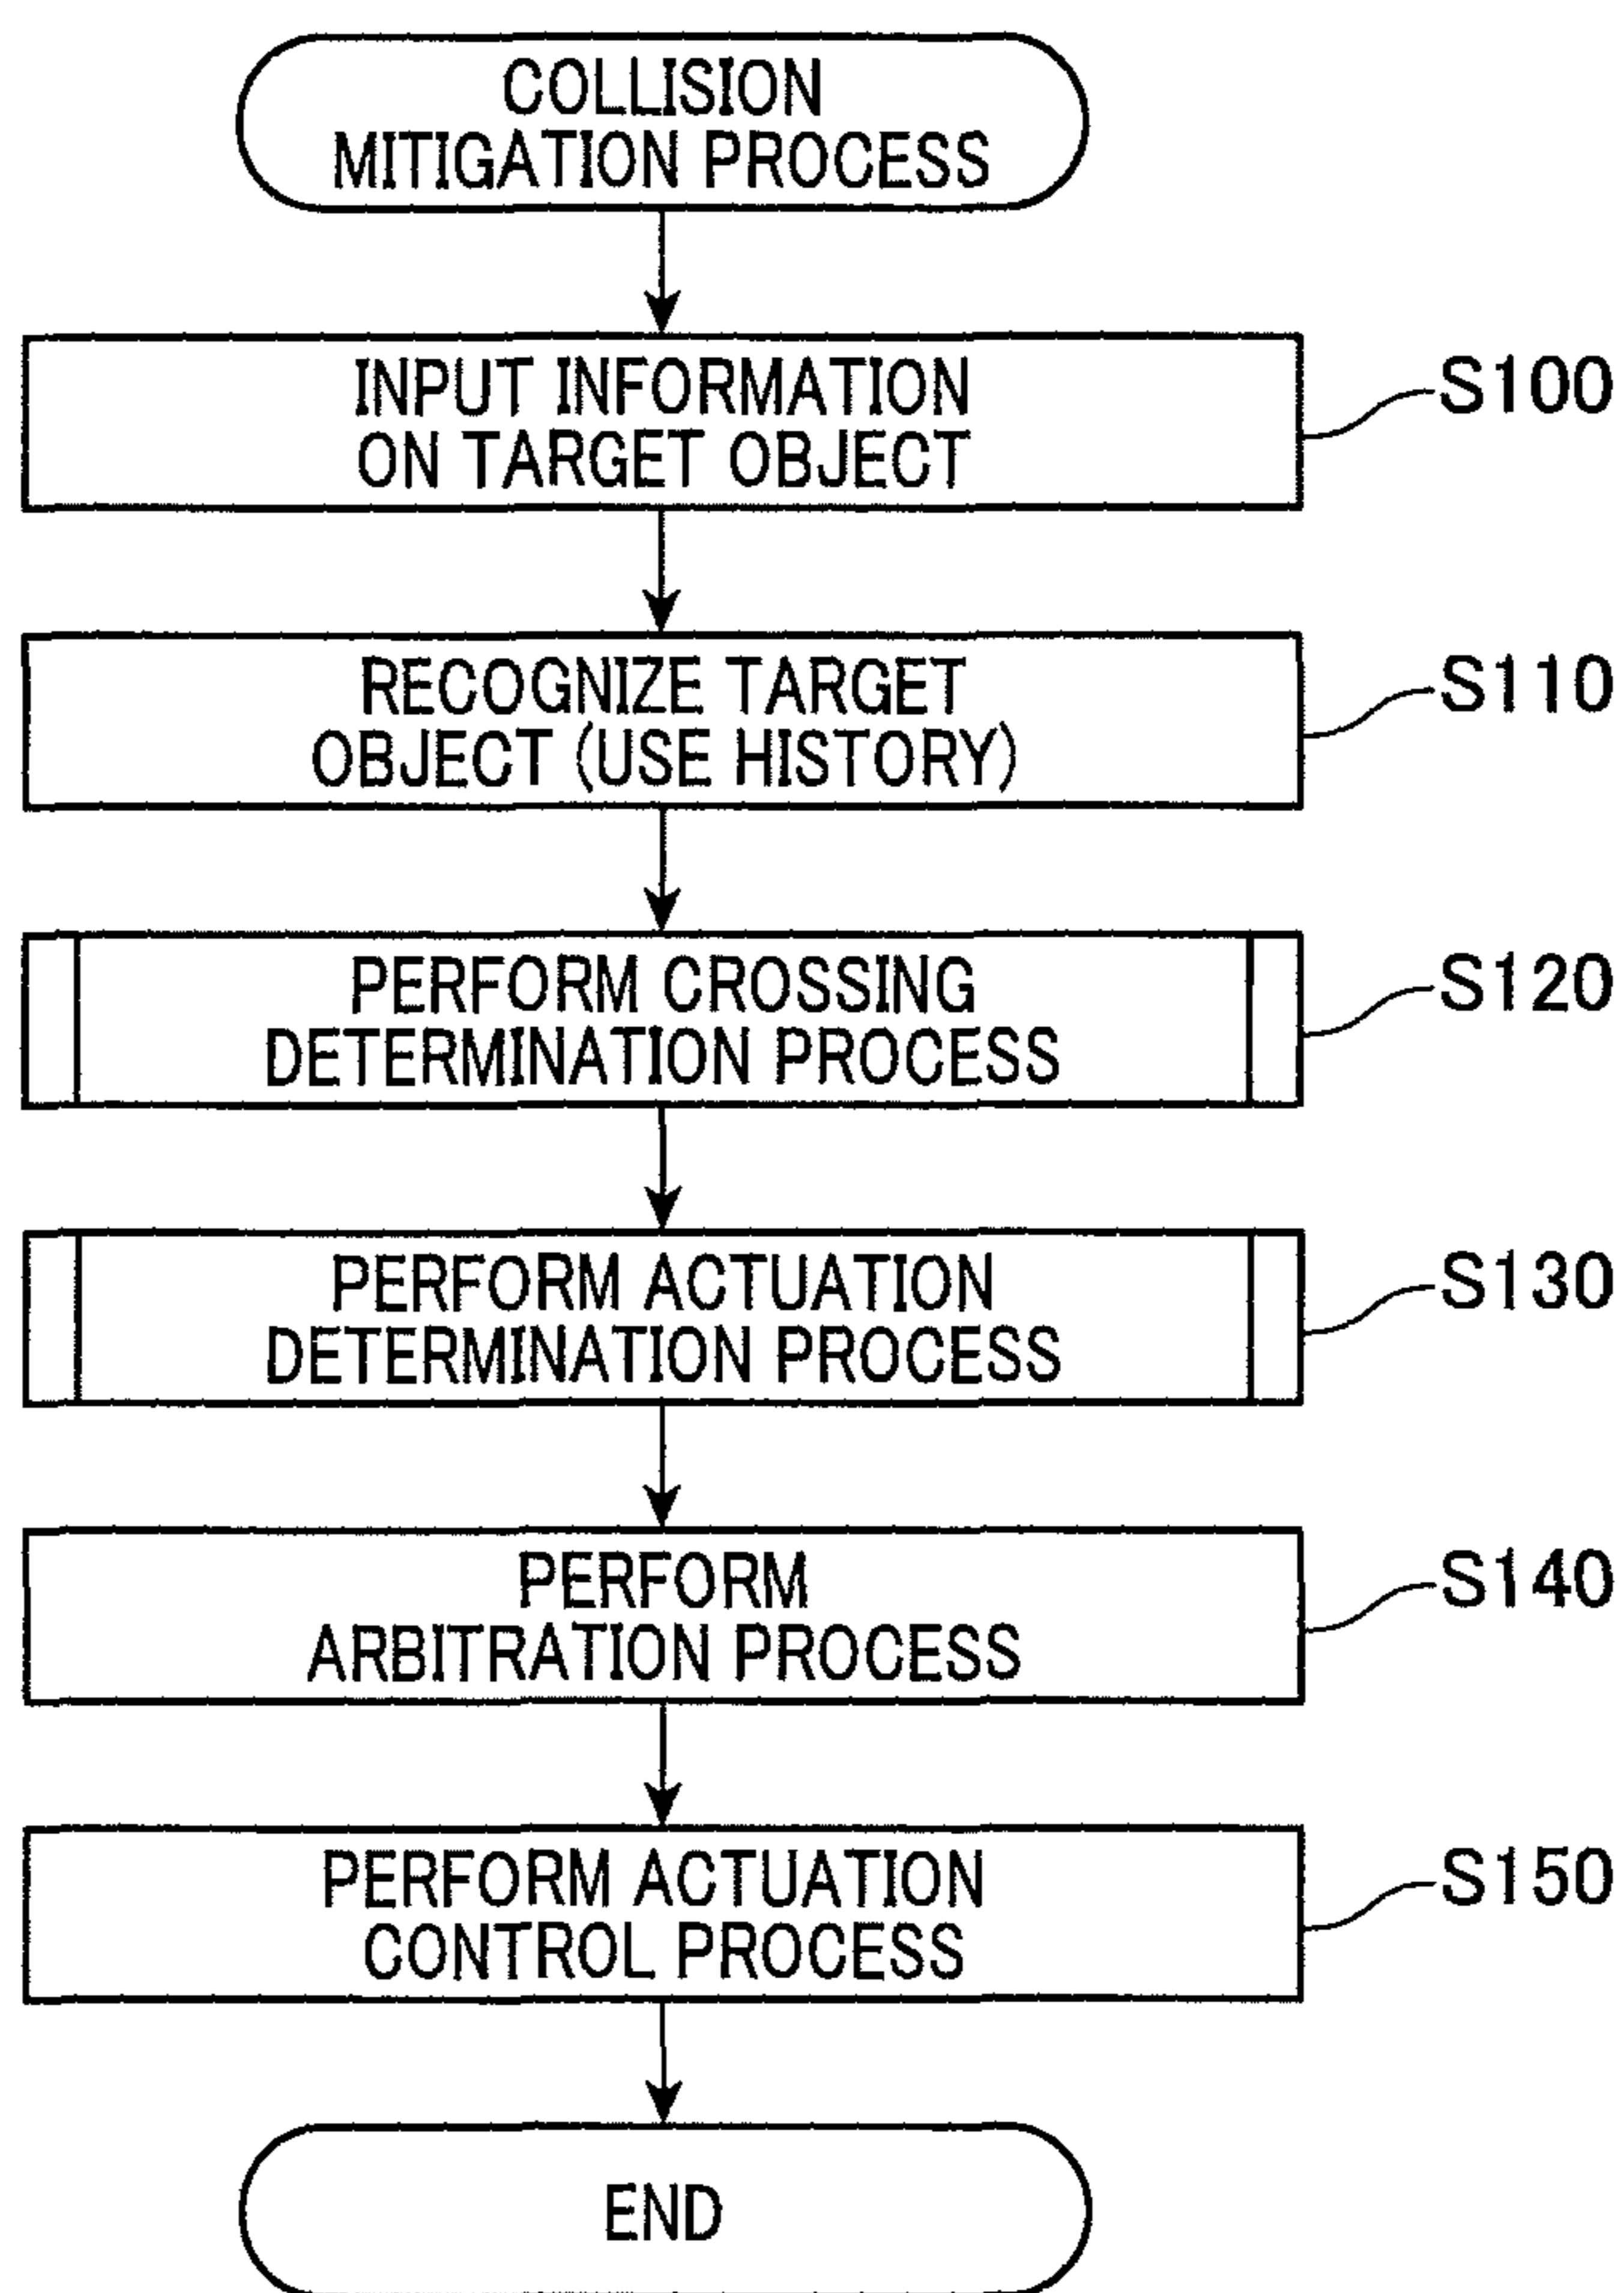 COLLISION
MITIGATION PROCESS
INPUT INFORMATION
ON TARGET OBJECT
S100
RECOGNIZE TARGET
OBJECT (USE HISTORY)
S110
PERFORM CROSSING
DETERMINATION PROCESS
S120
PERFORM ACTUATION
DETERMINATION PROCESS
S130
PERFORM
ARBITRATION PROCESS
S140
PERFORM ACTUATION
CONTROL PROCESS
S150
END